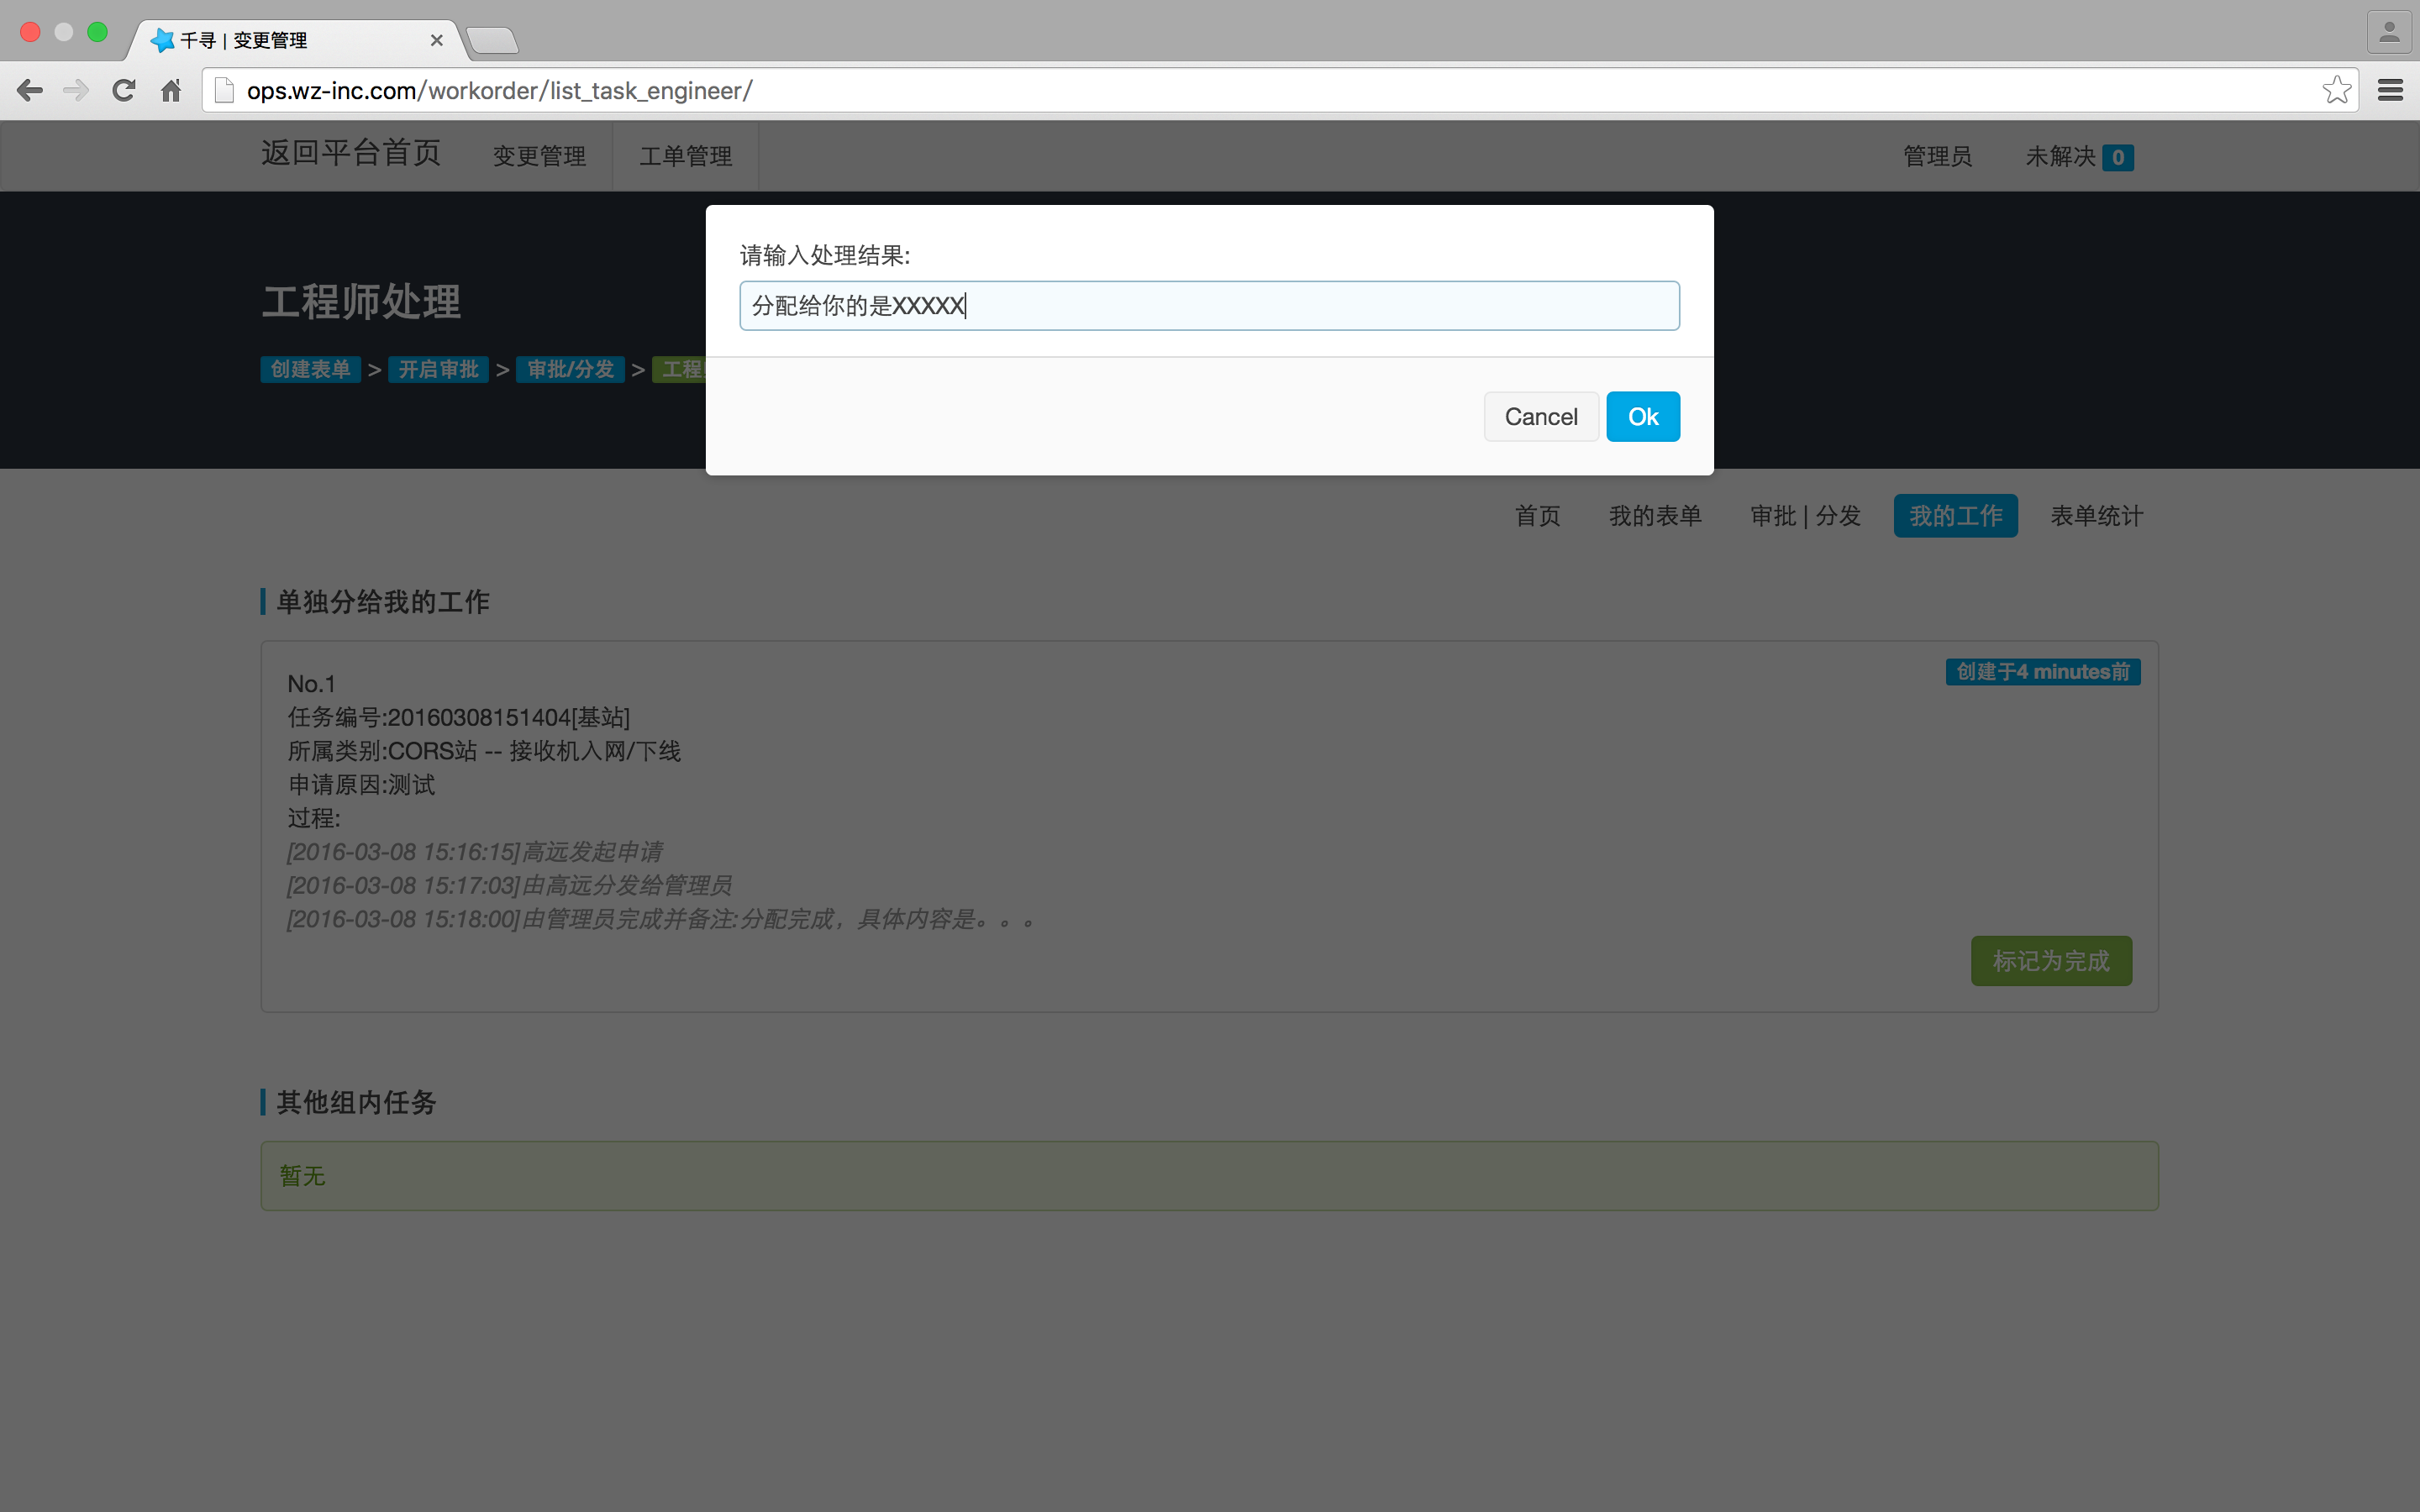 千寻 | 变更管理
ops.wz-inc.com/workorder/list_task_engineer/
返回平台首页 变更管理 工单管理 管理员 未解决 0
请输入处理结果:
分配给你的是XXXXX
Cancel Ok
工程师处理
创建表单 > 开启审批 > 审批/分发 > 工程
首页 我的表单 审批 | 分发 我的工作 表单统计
单独分给我的工作
创建于4 minutes前
No.1
任务编号:20160308151404[基站]
所属类别:CORS站 -- 接收机入网/下线
申请原因:测试
过程:
[2016-03-08 15:16:15]高远发起申请
[2016-03-08 15:17:03]由高远分发给管理员
[2016-03-08 15:18:00]由管理员完成并备注:分配完成，具体内容是。。。
标记为完成
其他组内任务
暂无